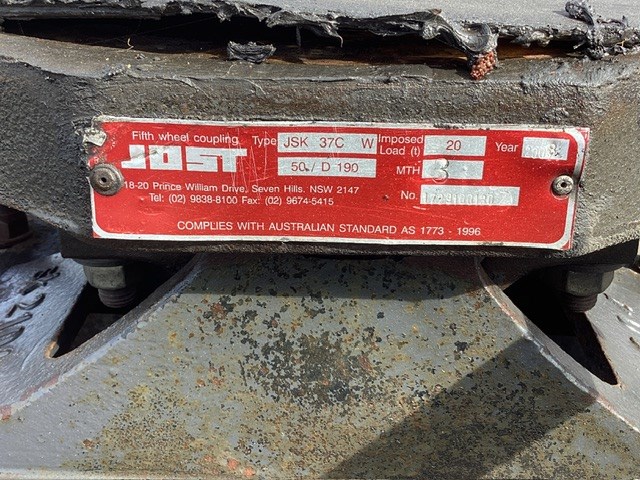 Fifth wheel coupling Type JSK 37C W Imposed Load (t) 20 Year
JOST 50 / D 190 MTH 3
18-20 Prince William Drive, Seven Hills. NSW 2147
Tel: (02) 9838-8100 Fax: (02) 9674-5415 No.
COMPLIES WITH AUSTRALIAN STANDARD AS 1773 - 1996